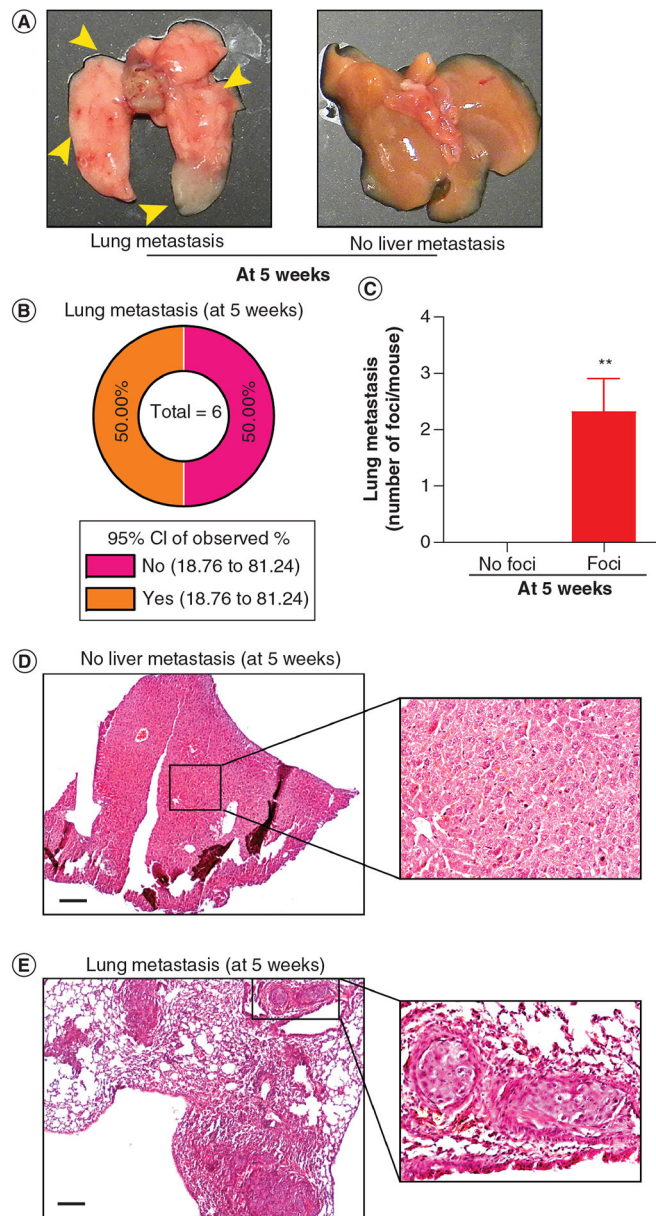 A
Lung metastasis
No liver metastasis
At 5 weeks
B
Lung metastasis (at 5 weeks)
50.00%
Total = 6
50.00%
95% CI of observed %
No (18.76 to 81.24)
Yes (18.76 to 81.24)
C
Lung metastasis
(number of foci/mouse)
4
3
2
1
0
**
No foci
Foci
At 5 weeks
D
No liver metastasis (at 5 weeks)
E
Lung metastasis (at 5 weeks)